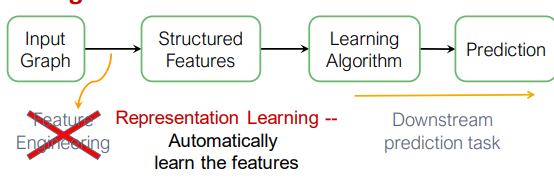 Input
Graph
Structured
Features
Learning
Algorithm
Prediction
Feature
Engineering
Representation Learning --
Automatically
learn the features
Downstream
prediction task